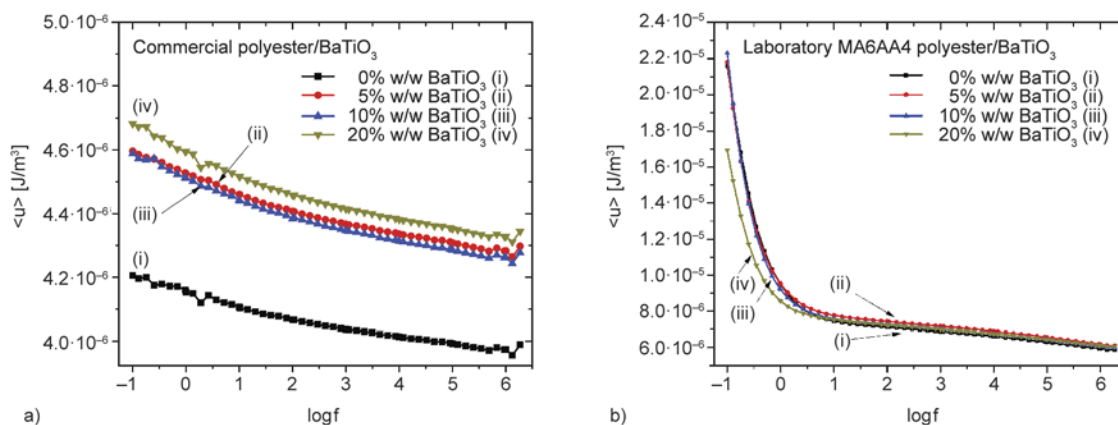 5.0·10⁻⁶
4.8·10⁻⁶
4.6·10⁻⁶
4.4·10⁻⁶
4.2·10⁻⁶
4.0·10⁻⁶
<u> [J/m³]
Commercial polyester/BaTiO₃
0% w/w BaTiO₃ (i)
5% w/w BaTiO₃ (ii)
10% w/w BaTiO₃ (iii)
20% w/w BaTiO₃ (iv)
(iv)
(ii)
(iii)
(i)
–1 0 1 2 3 4 5 6
logf
a)
2.4·10⁻⁵
2.2·10⁻⁵
2.0·10⁻⁵
1.8·10⁻⁵
1.6·10⁻⁵
1.4·10⁻⁵
1.2·10⁻⁵
1.0·10⁻⁵
8.0·10⁻⁶
6.0·10⁻⁶
<u> [J/m³]
Laboratory MA6AA4 polyester/BaTiO₃
0% w/w BaTiO₃ (i)
5% w/w BaTiO₃ (ii)
10% w/w BaTiO₃ (iii)
20% w/w BaTiO₃ (iv)
(iv)
(iii)
(ii)
(i)
–1 0 1 2 3 4 5 6
logf
b)